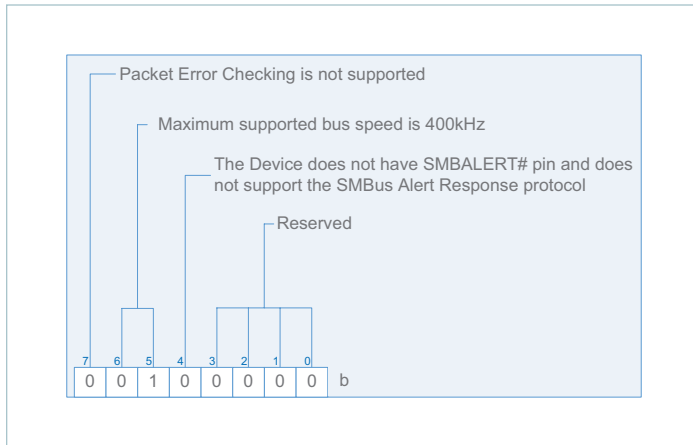 Packet Error Checking is not supported
Maximum supported bus speed is 400kHz
The Device does not have SMBALERT# pin and does
not support the SMBus Alert Response protocol
Reserved
7 6 5 4 3 2 1 0
0 0 1 0 0 0 0 0 b